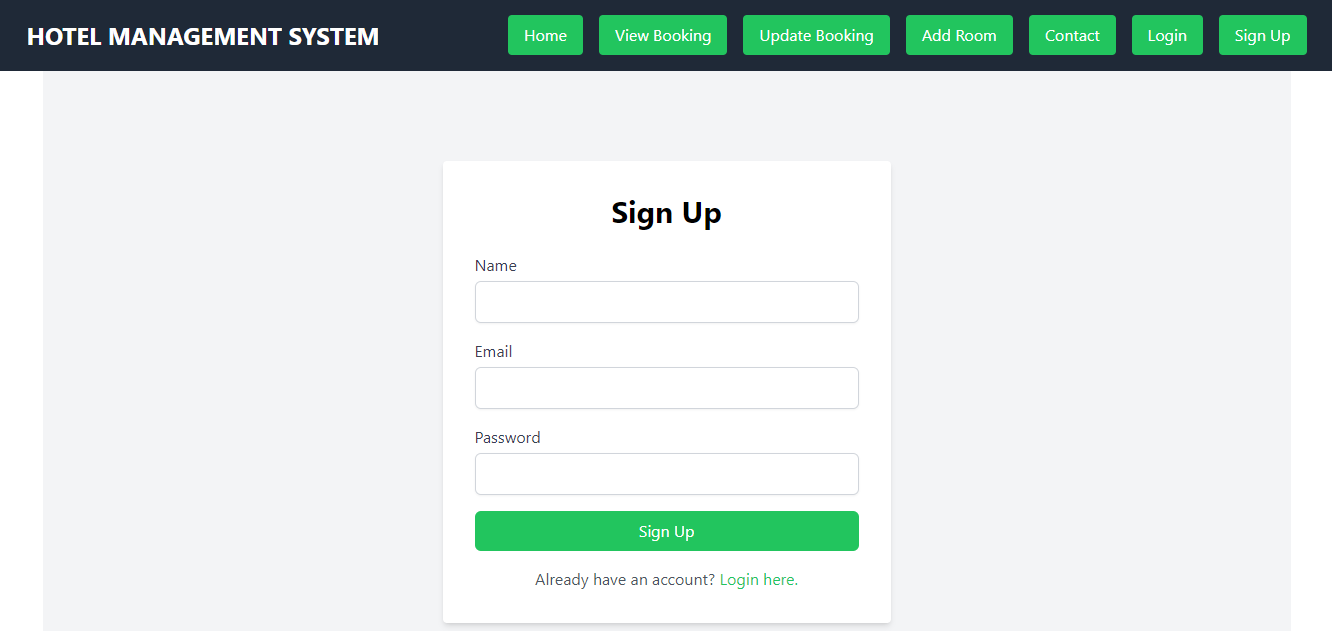 HOTEL MANAGEMENT SYSTEM Home View Booking Update Booking Add Room Contact Login Sign Up
Sign Up
Name
Email
Password
Sign Up
Already have an account? Login here.